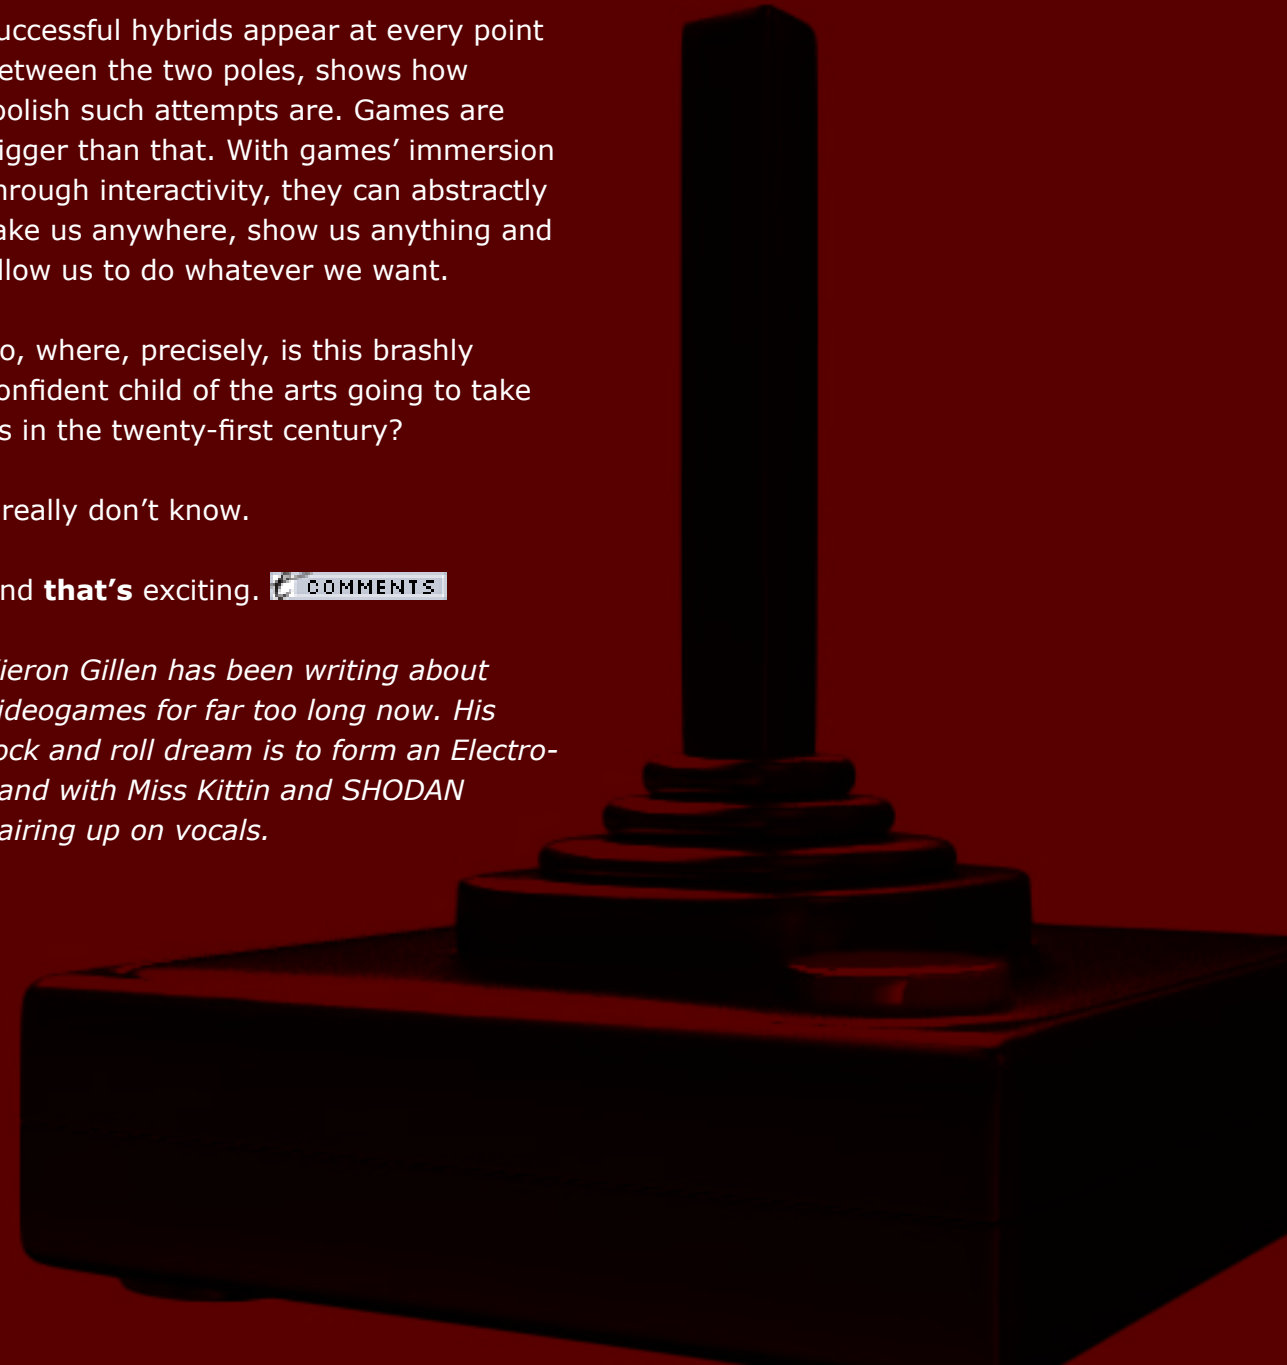 uccessful hybrids appear at every point
etween the two poles, shows how
oolish such attempts are. Games are
igger than that. With games’ immersion
hrough interactivity, they can abstractly
ake us anywhere, show us anything and
llow us to do whatever we want.
o, where, precisely, is this brashly
onfident child of the arts going to take
s in the twenty-first century?
really don’t know.
nd that’s exciting. COMMENTS
ieron Gillen has been writing about
ideogames for far too long now. His
ock and roll dream is to form an Electro-
and with Miss Kittin and SHODAN
airing up on vocals.